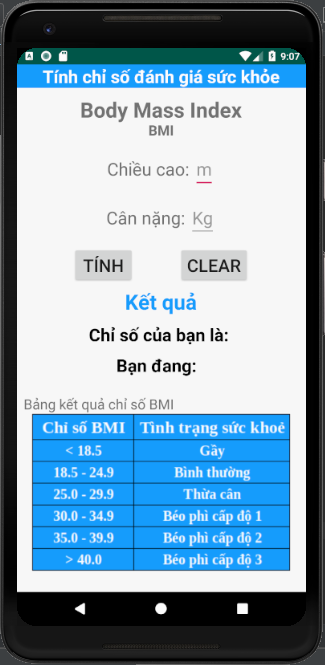 9:07
Tính chỉ số đánh giá sức khỏe
Body Mass Index
BMI
Chiều cao: m
Cân nặng: Kg
TÍNH CLEAR
Kết quả
Chỉ số của bạn là:
Bạn đang:
Bảng kết quả chỉ số BMI
Chỉ số BMI Tình trạng sức khoẻ
< 18.5 Gầy
18.5 - 24.9 Bình thường
25.0 - 29.9 Thừa cân
30.0 - 34.9 Béo phì cấp độ 1
35.0 - 39.9 Béo phì cấp độ 2
> 40.0 Béo phì cấp độ 3